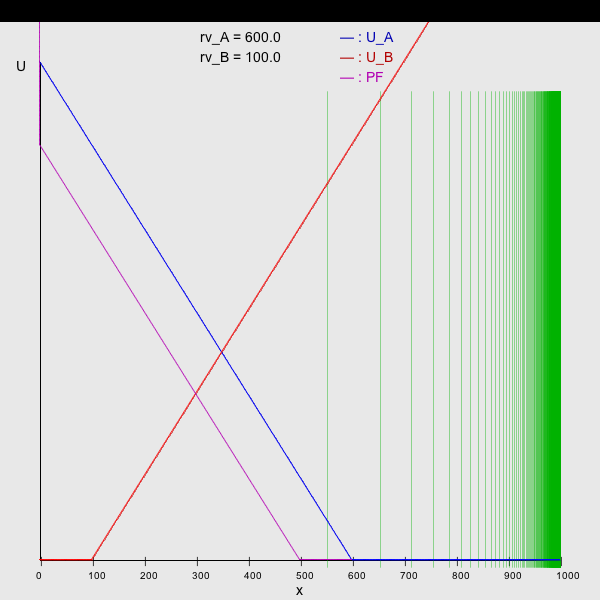 rv_A = 600.0 — : U_A
rv_B = 100.0 — : U_B
— : PF
U
0 100 200 300 400 500 600 700 800 900 1000
x